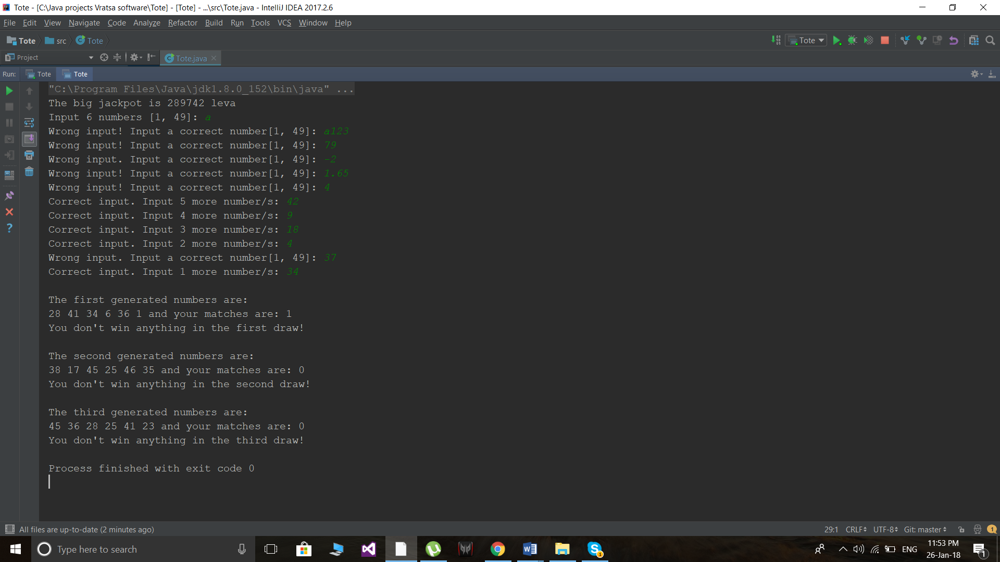 Tote - [C:\Java projects Vratsa software\Tote] - [Tote] - ...\src\Tote.java - IntelliJ IDEA 2017.2.6
File Edit View Navigate Code Analyze Refactor Build Run Tools VCS Window Help
Tote src Tote Tote
Project Tote.java
Run: Tote Tote
"C:\Program Files\Java\jdk1.8.0_152\bin\java" ...
The big jackpot is 289742 leva
Input 6 numbers [1, 49]: a
Wrong input! Input a correct number[1, 49]: a123
Wrong input! Input a correct number[1, 49]: 79
Wrong input. Input a correct number[1, 49]: -2
Wrong input! Input a correct number[1, 49]: 1.65
Wrong input! Input a correct number[1, 49]: 4
Correct input. Input 5 more number/s: 42
Correct input. Input 4 more number/s: 9
Correct input. Input 3 more number/s: 18
Correct input. Input 2 more number/s: 4
Wrong input. Input a correct number[1, 49]: 37
Correct input. Input 1 more number/s: 34
The first generated numbers are:
28 41 34 6 36 1 and your matches are: 1
You don't win anything in the first draw!
The second generated numbers are:
38 17 45 25 46 35 and your matches are: 0
You don't win anything in the second draw!
The third generated numbers are:
45 36 28 25 41 23 and your matches are: 0
You don't win anything in the third draw!
Process finished with exit code 0
All files are up-to-date (2 minutes ago) 29:1 CRLF UTF-8 Git: master 1
Type here to search ENG 11:53 PM
26-Jan-18 1